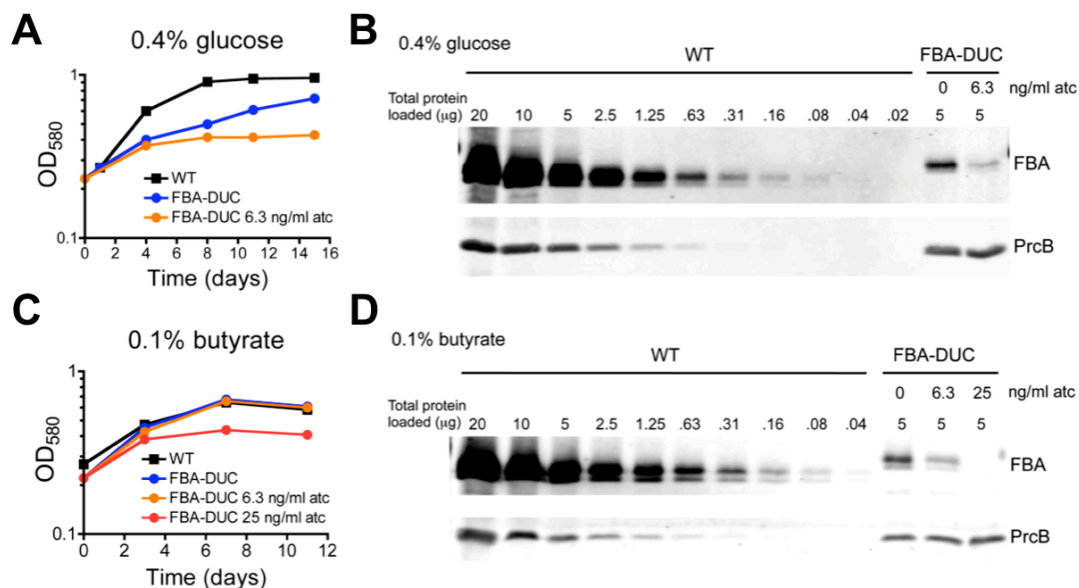 A
0.4% glucose
1
0.1
OD580
0 2 4 6 8 10 12 14 16
Time (days)
WT
FBA-DUC
FBA-DUC 6.3 ng/ml atc
B
0.4% glucose
WT
FBA-DUC
0 6.3 ng/ml atc
Total protein
loaded (μg)
20 10 5 2.5 1.25 .63 .31 .16 .08 .04 .02 5 5
FBA
PrcB
C
0.1% butyrate
1
0.1
OD580
0 2 4 6 8 10 12
Time (days)
WT
FBA-DUC
FBA-DUC 6.3 ng/ml atc
FBA-DUC 25 ng/ml atc
D
0.1% butyrate
WT
FBA-DUC
0 6.3 25 ng/ml atc
Total protein
loaded (μg)
20 10 5 2.5 1.25 .63 .31 .16 .08 .04 5 5 5
FBA
PrcB